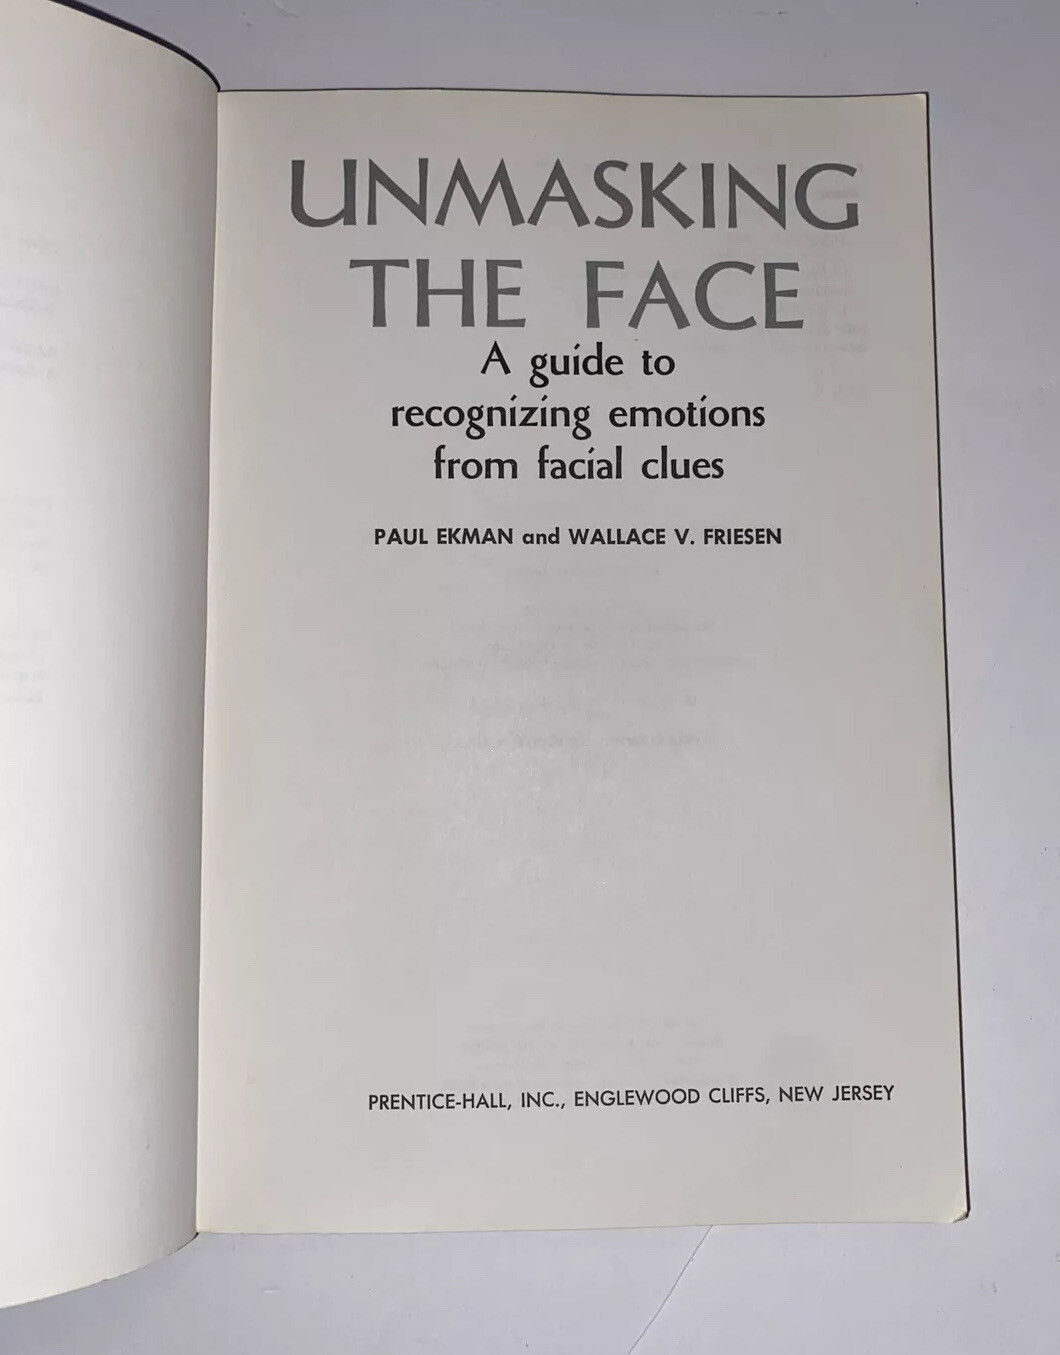 UNMASKING
THE FACE
A guide to
recognizing emotions
from facial clues
PAUL EKMAN and WALLACE V. FRIESEN
PRENTICE-HALL, INC., ENGLEWOOD CLIFFS, NEW JERSEY